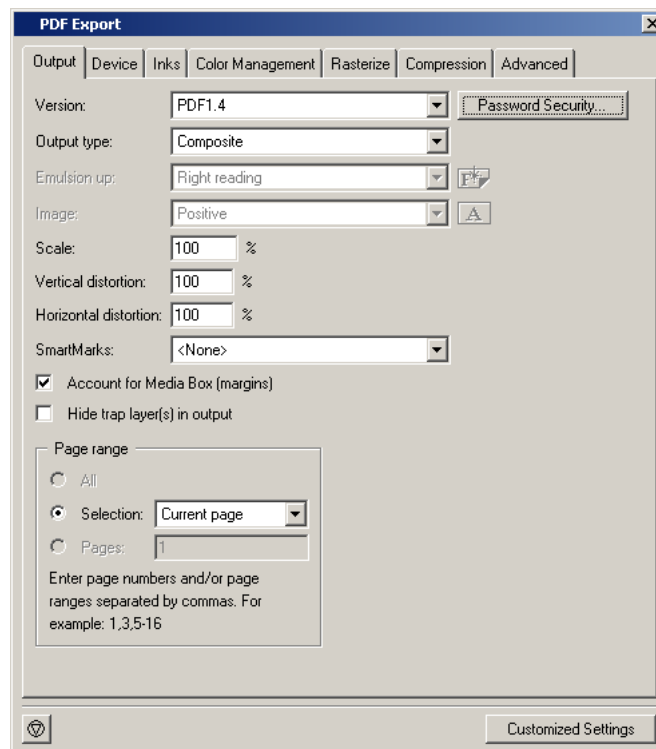 PDF Export
Output Device Inks Color Management Rasterize Compression Advanced
Version: PDF1.4 Password Security...
Output type: Composite
Emulsion up: Right reading F
Image: Positive A
Scale: 100 %
Vertical distortion: 100 %
Horizontal distortion: 100 %
SmartMarks: <None>
Account for Media Box (margins)
Hide trap layer(s) in output
Page range
All
Selection: Current page
Pages: 1
Enter page numbers and/or page
ranges separated by commas. For
example: 1,3,5-16
Customized Settings